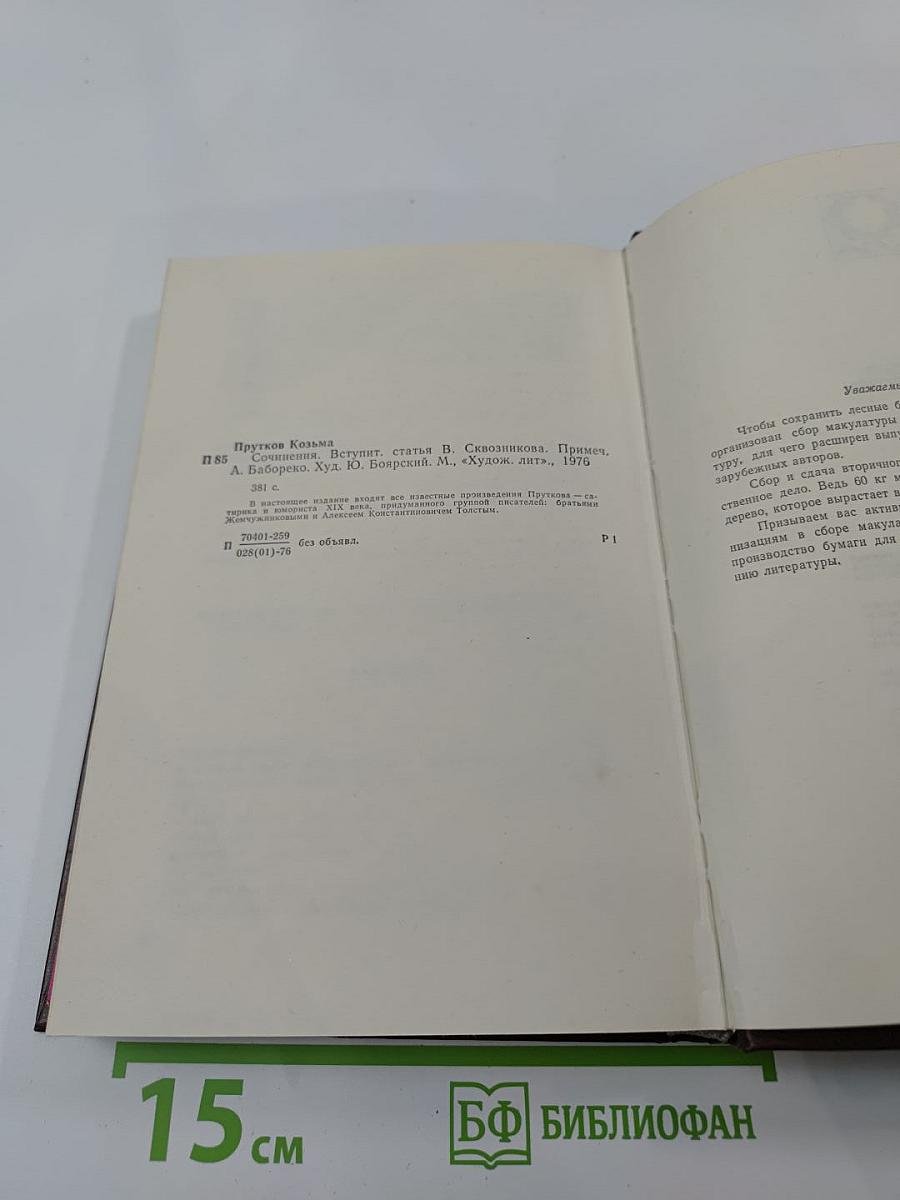 Прутков Козьма
П 85 Сочинения. Вступит. статья В. Сквозникова. Примеч.
А. Бабореко. Худ. Ю. Боярский. М., «Худож. лит»., 1976
381 с.
В настоящее издание входят все известные произведения Пруткова — са-
тирика и юмориста XIX века, придуманного группой писателей: братьями
Жемчужниковыми и Алексеем Константиновичем Толстым.
П 70401-259 без объявл. Р 1
028(01)-76
Уважаемы
Чтобы сохранить лесные б
организован сбор макулатуры
туру, для чего расширен выпу
зарубежных авторов.
Сбор и сдача вторичног
ственное дело. Ведь 60 кг м
дерево, которое вырастает в
Призываем вас актив
низациям в сборе макула
производство бумаги для
нию литературы.
15 см
БФ БИБЛИОФАН